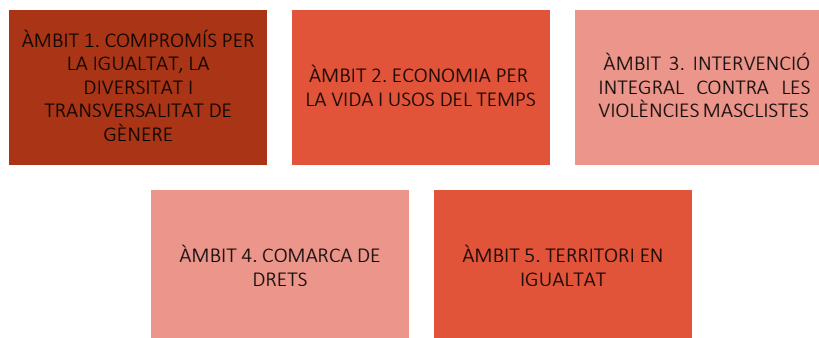 ÀMBIT 1. COMPROMÍS PER
LA IGUALTAT, LA
DIVERSITAT I
TRANSVERSALITAT DE
GÈNERE
ÀMBIT 2. ECONOMIA PER
LA VIDA I USOS DEL TEMPS
ÀMBIT 3. INTERVENCIÓ
INTEGRAL CONTRA LES
VIOLÈNCIES MASCLISTES
ÀMBIT 4. COMARCA DE
DRETS
ÀMBIT 5. TERRITORI EN
IGUALTAT